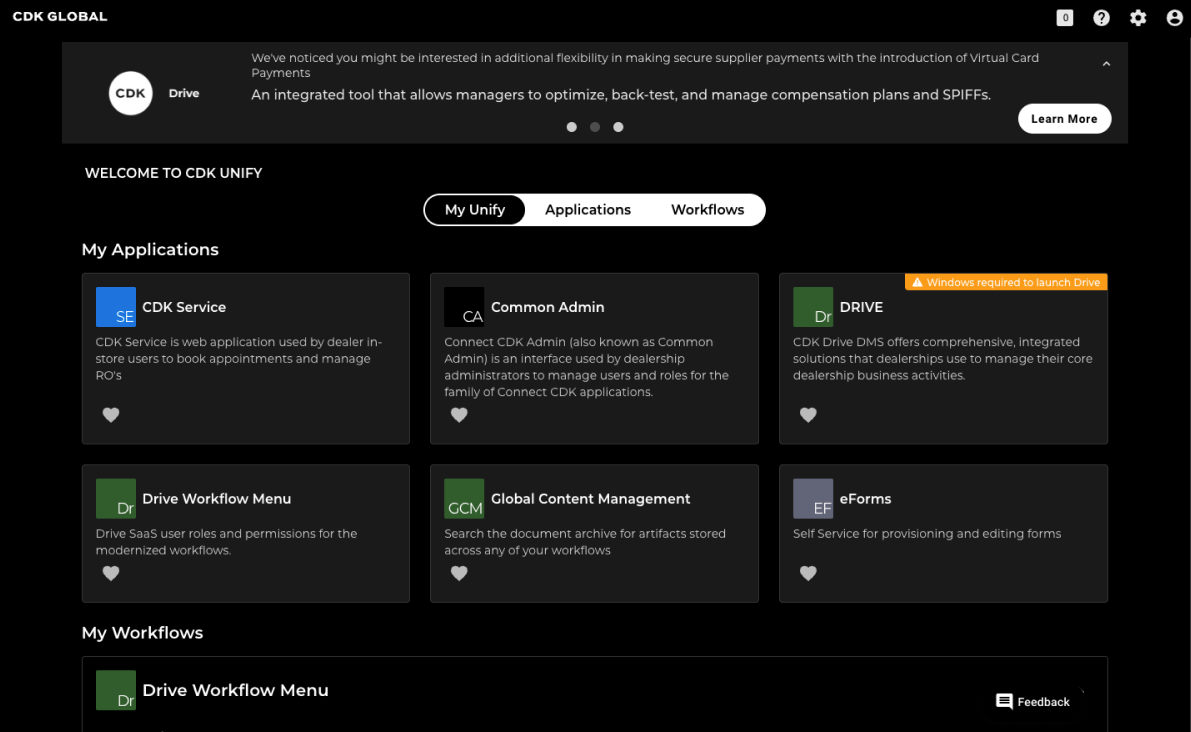 CDK GLOBAL
0
We've noticed you might be interested in additional flexibility in making secure supplier payments with the introduction of Virtual Card
Payments
CDK
Drive
An integrated tool that allows managers to optimize, back-test, and manage compensation plans and SPIFFS.
Learn More
WELCOME TO CDK UNIFY
My Unify
Applications
Workflows
My Applications
SE
CDK Service
CDK Service is web application used by dealer in-
store users to book appointments and manage
RO's
CA
Common Admin
Connect CDK Admin (also known as Common
Admin) is an interface used by dealership
administrators to manage users and roles for the
family of Connect CDK applications.
Windows required to launch Drive
Dr
DRIVE
CDK Drive DMS offers comprehensive, integrated
solutions that dealerships use to manage their core
dealership business activities.
Dr
Drive Workflow Menu
Drive SaaS user roles and permissions for the
modernized workflows.
GCM
Global Content Management
Search the document archive for artifacts stored
across any of your workflows
EF
eForms
Self Service for provisioning and editing forms
My Workflows
Dr
Drive Workflow Menu
Feedback